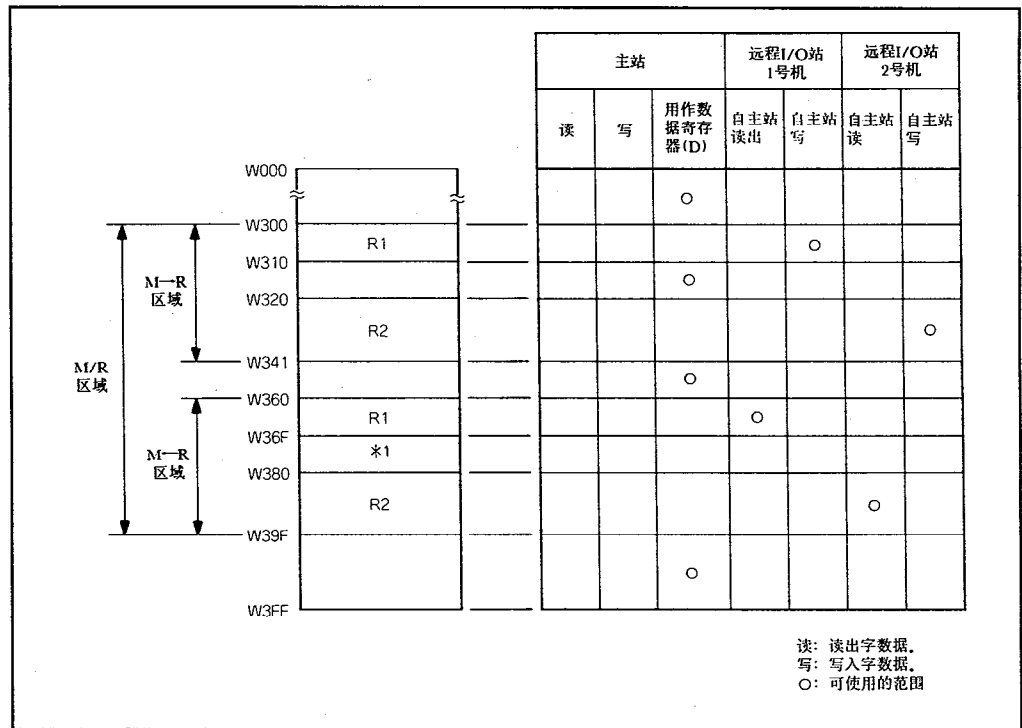 主站
远程I/O站
1号机
远程I/O站
2号机
读
写
用作数
据寄存
器(D)
自主站
读出
自主站
写
自主站
读
自主站
写
W000
W300
R1
W310
M→R
区域
W320
R2
W341
M/R
区域
W360
R1
W36F
M←R
区域
*1
W380
R2
W39F
W3FF
读: 读出字数据。
写: 写入字数据。
○: 可使用的范围